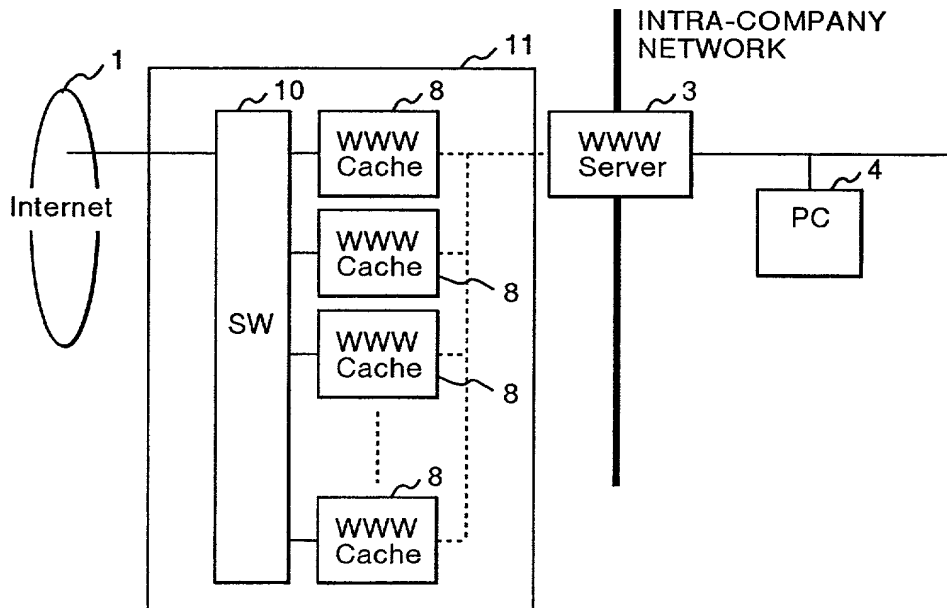 INTRA-COMPANY
NETWORK
1
11
10
8
3
WWW
Cache
WWW
Server
4
PC
Internet
WWW
Cache
8
SW
WWW
Cache
8
8
WWW
Cache